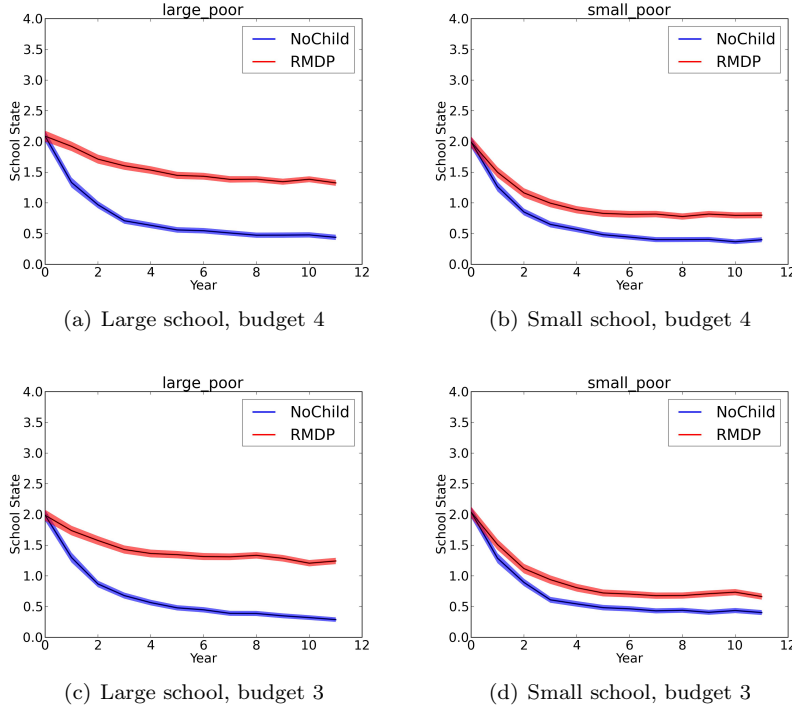 large_poor
4.0
3.5
3.0
2.5
2.0
1.5
1.0
0.5
0.0
School State
NoChild
RMDP
0 2 4 6 8 10 12
Year
(a) Large school, budget 4
small_poor
4.0
3.5
3.0
2.5
2.0
1.5
1.0
0.5
0.0
School State
NoChild
RMDP
0 2 4 6 8 10 12
Year
(b) Small school, budget 4
large_poor
4.0
3.5
3.0
2.5
2.0
1.5
1.0
0.5
0.0
School State
NoChild
RMDP
0 2 4 6 8 10 12
Year
(c) Large school, budget 3
small_poor
4.0
3.5
3.0
2.5
2.0
1.5
1.0
0.5
0.0
School State
NoChild
RMDP
0 2 4 6 8 10 12
Year
(d) Small school, budget 3